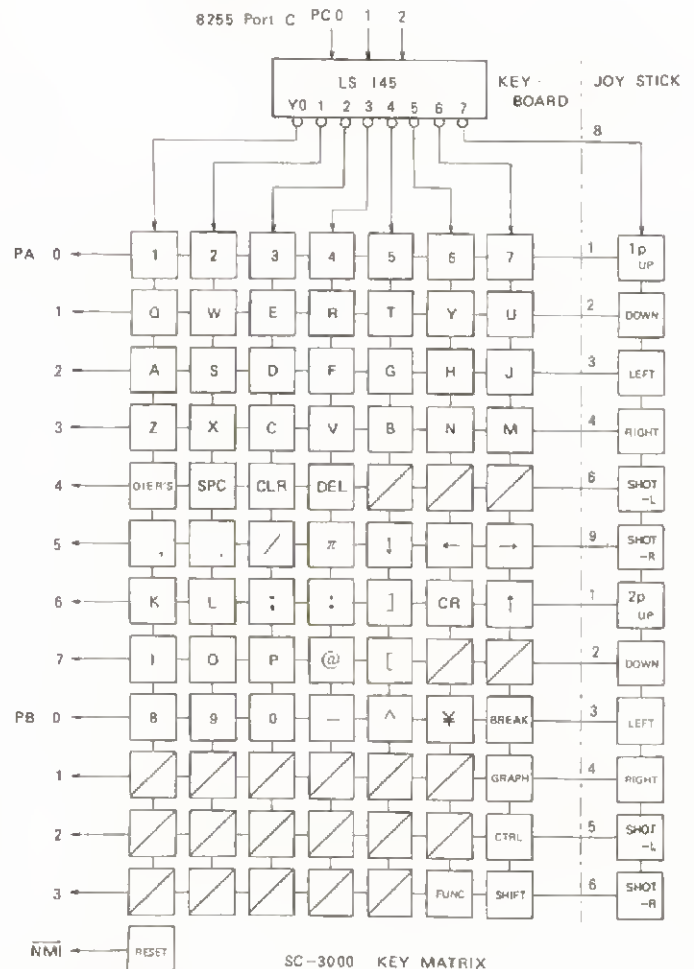 8255 Port C PC0 1 2
LS 145
KEY-
BOARD
JOY STICK
Y0 1 2 3 4 5 6 7
8
PA 0 1 2 3 4 5 6 7 1 1p UP
1 Q W E R T Y U 2 DOWN
2 A S D F G H J 3 LEFT
3 Z X C V B N M 4 RIGHT
4 DIER'S SPC CLR DEL 6 SHOT -L
5 , . / π ↓ ← → 9 SHOT -R
6 K L ; : ] CR ↑ 1 2p UP
7 I O P @ [ 2 DOWN
PB 0 8 9 0 — ^ ¥ BREAK 3 LEFT
1 GRAPH 4 RIGHT
2 CTRL 5 SHOT -L
3 FUNC SHIFT 6 SHOT -R
NMI RESET
SC-3000 KEY MATRIX